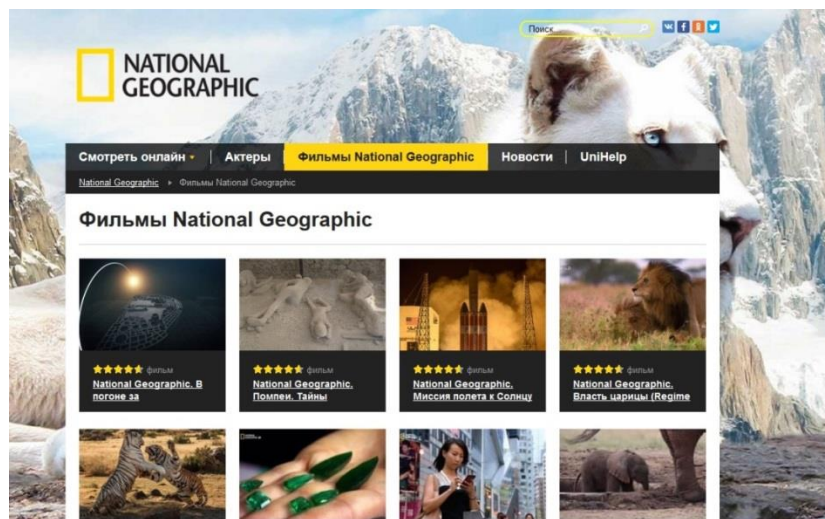 Поиск
NATIONAL
GEOGRAPHIC
Смотреть онлайн
Актеры
Фильмы National Geographic
Новости
UniHelp
National Geographic
Фильмы National Geographic
Фильмы National Geographic
фильм
National Geographic. В
погоне за
фильм
National Geographic.
Помпеи. Тайны
фильм
National Geographic.
Миссия полета к Солнцу
фильм
National Geographic.
Власть царицы (Regime